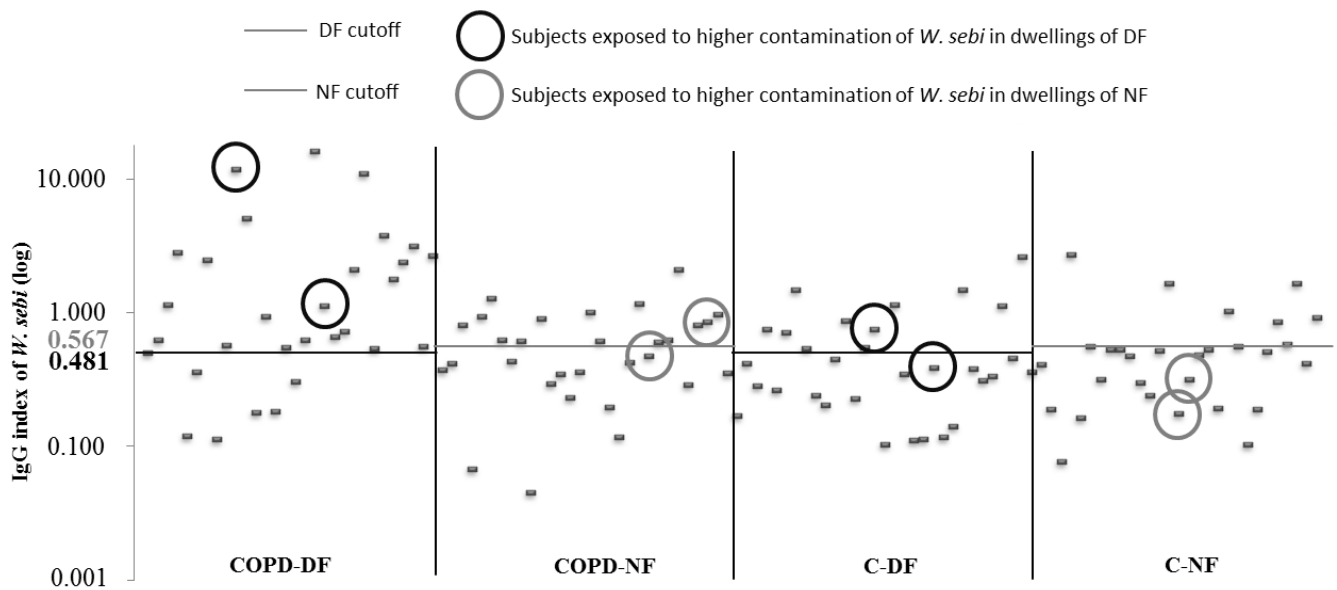 DF cutoff
Subjects exposed to higher contamination of W. sebi in dwellings of DF
NF cutoff
Subjects exposed to higher contamination of W. sebi in dwellings of NF
IgG index of W. sebi (log)
10.000
1.000
0.567
0.481
0.100
0.001
COPD-DF
COPD-NF
C-DF
C-NF